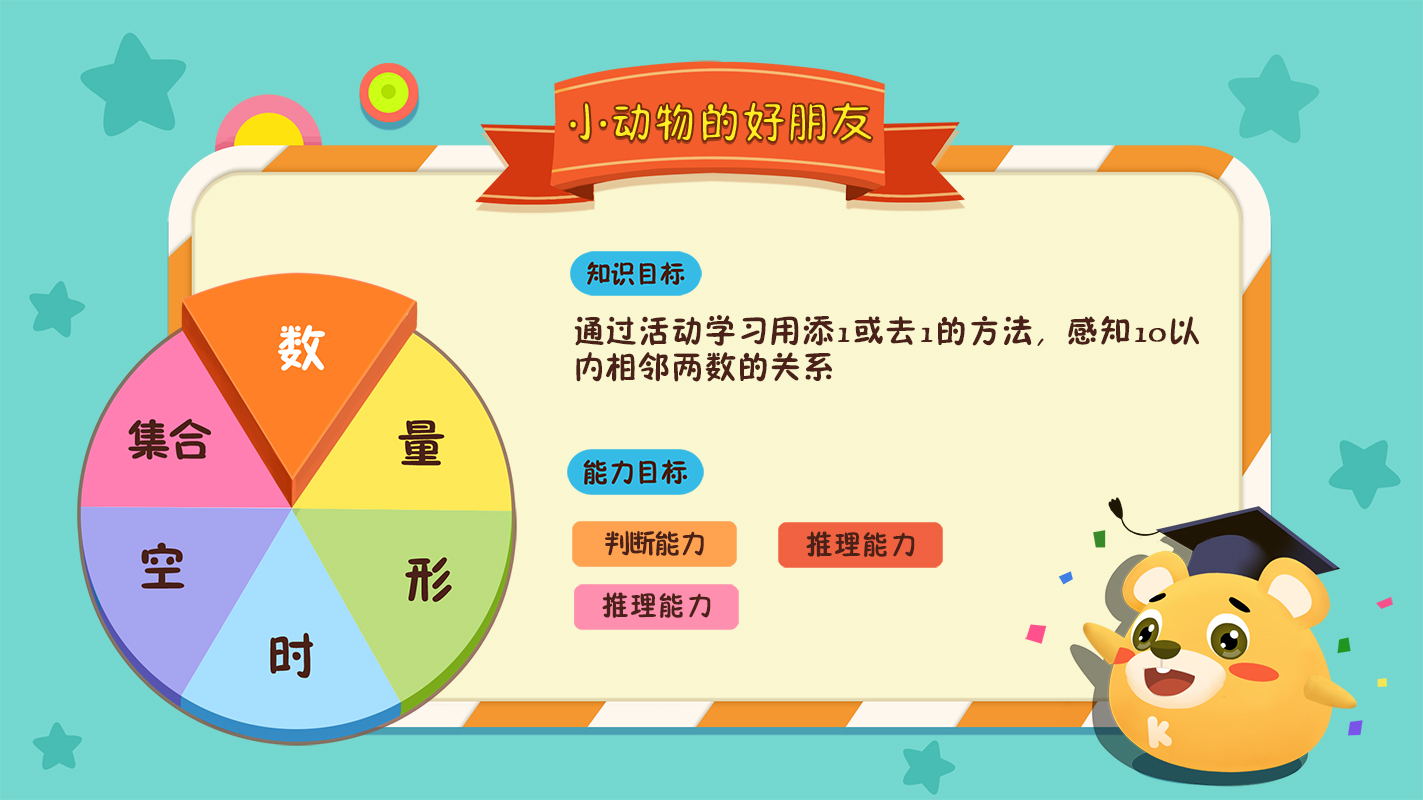 小动物的好朋友
知识目标
通过活动学习用添1或去1的方法，感知10以
内相邻两数的关系
能力目标
判断能力
推理能力
推理能力
数
集合
量
空
形
时
K